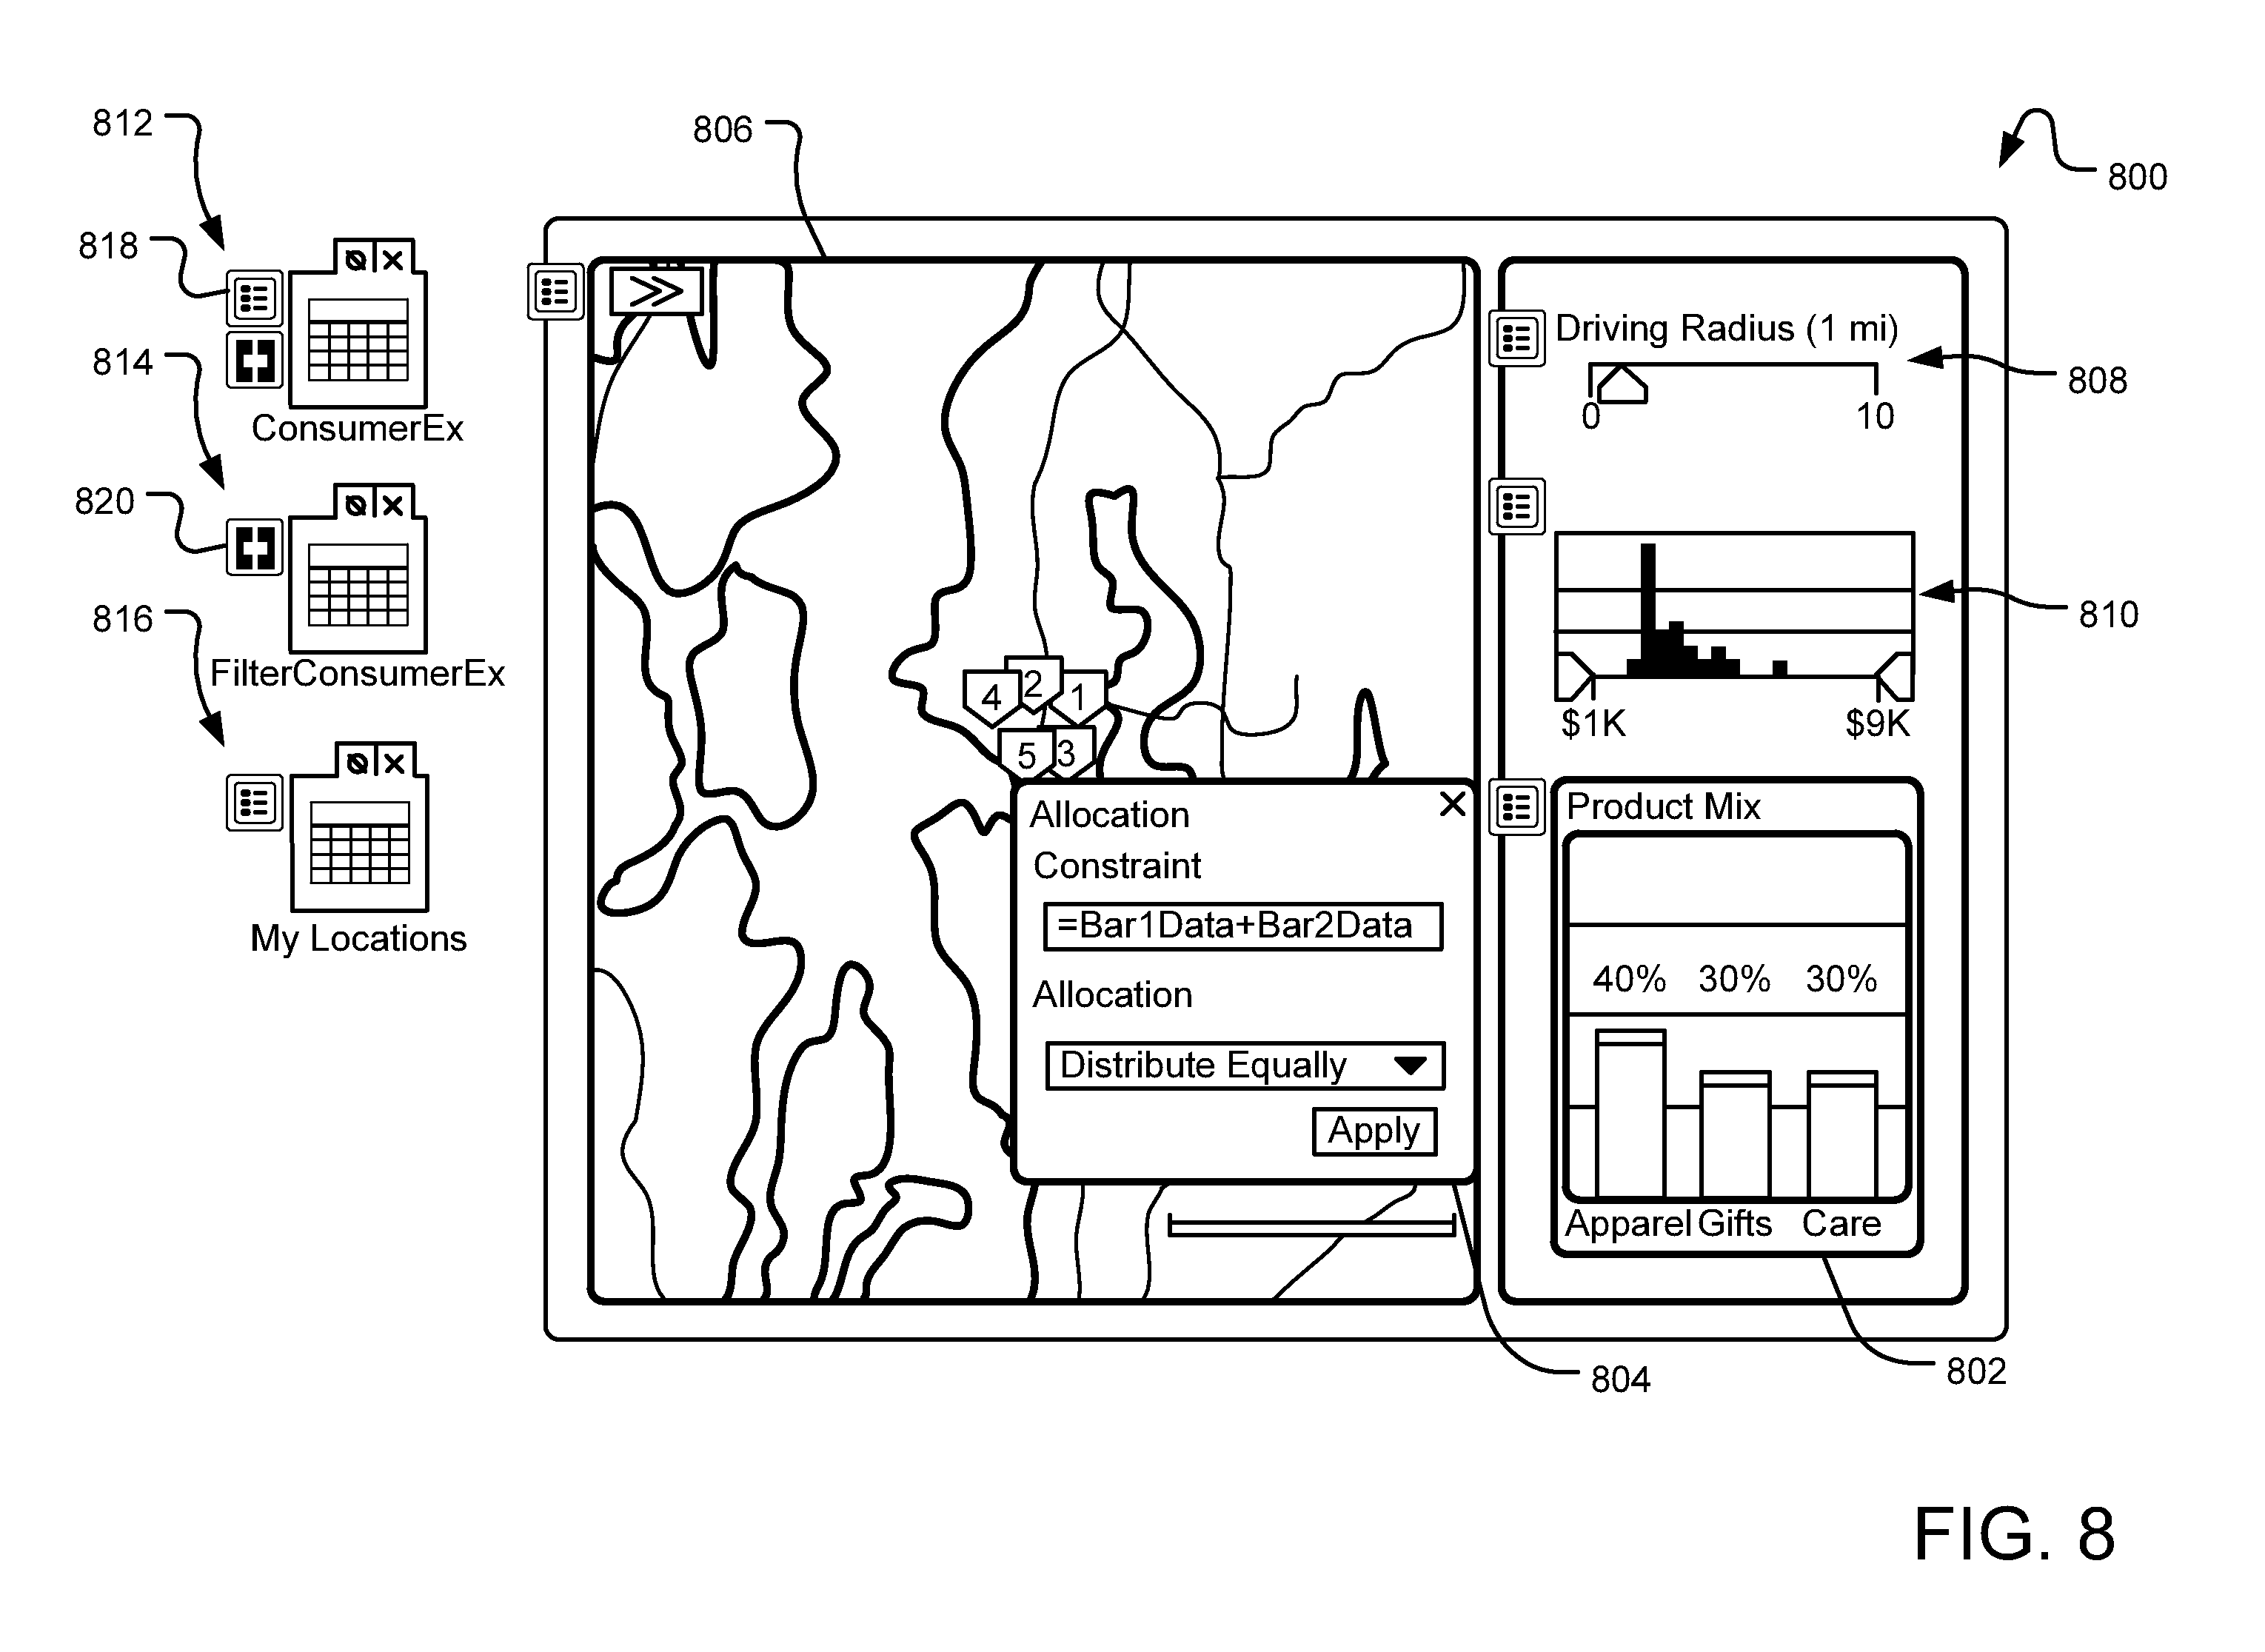 812
806
800
818
Driving Radius (1 mi)
808
814
0
10
ConsumerEx
820
810
816
FilterConsumerEx
4
2
1
5
3
$1K
$9K
Allocation
Constraint
=Bar1Data+Bar2Data
Allocation
Distribute Equally
Apply
Product Mix
40% 30% 30%
Apparel Gifts Care
My Locations
804
802
FIG. 8